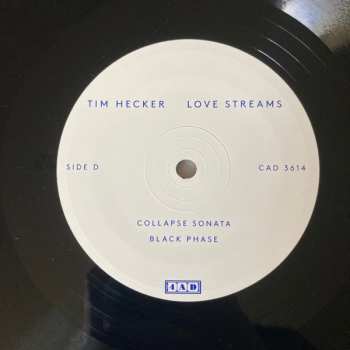 TIM HECKER LOVE STREAMS
SIDE D CAD 3614
COLLAPSE SONATA
BLACK PHASE
4AD